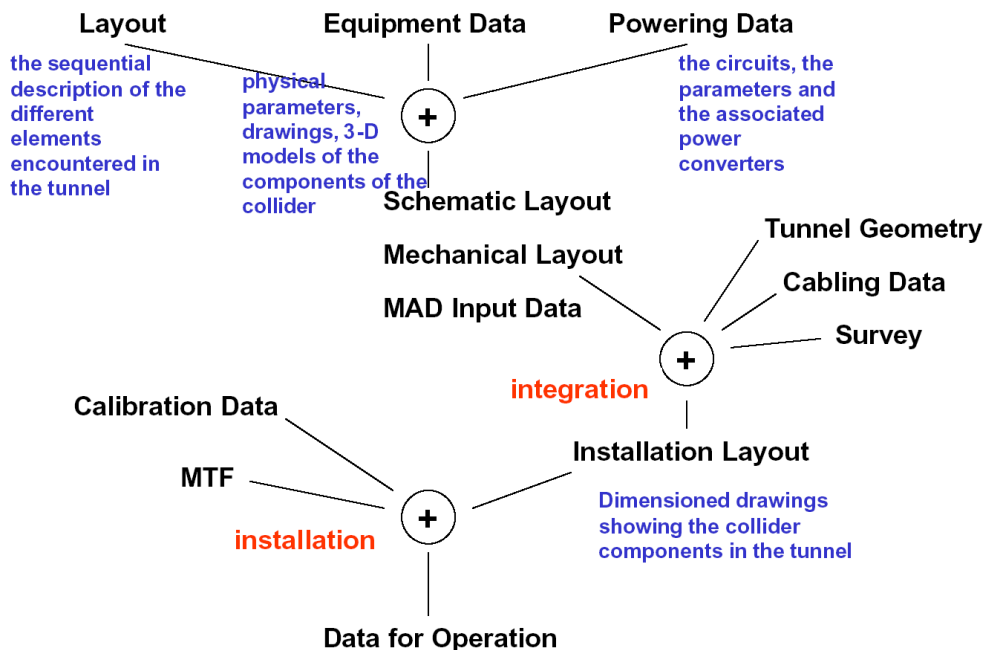 Layout
Equipment Data
Powering Data
the sequential
description of the
different
elements
encountered in
the tunnel
physical
parameters,
drawings, 3-D
models of the
components of the
collider
the circuits, the
parameters and
the associated
power
converters
+
Schematic Layout
Mechanical Layout
MAD Input Data
Tunnel Geometry
Cabling Data
Survey
+
integration
Calibration Data
MTF
Installation Layout
Dimensioned drawings
showing the collider
components in the tunnel
+
installation
Data for Operation